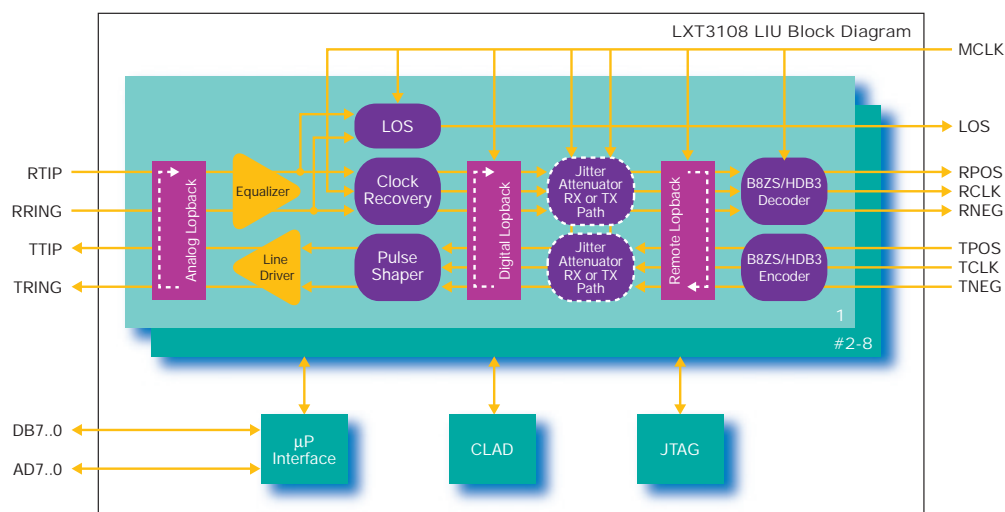 LXT3108 LIU Block Diagram
MCLK
LOS
LOS
RTIP
RRING
TTIP
TRING
Analog Lopback
Equalizer
Line
Driver
Clock
Recovery
Pulse
Shaper
Digital Lopback
Jitter
Attenuator
RX or TX
Path
Jitter
Attenuator
RX or TX
Path
Remote Lopback
B8ZS/HDB3
Decoder
B8ZS/HDB3
Encoder
RPOS
RCLK
RNEG
TPOS
TCLK
TNEG
1
#2-8
DB7..0
AD7..0
µP
Interface
CLAD
JTAG